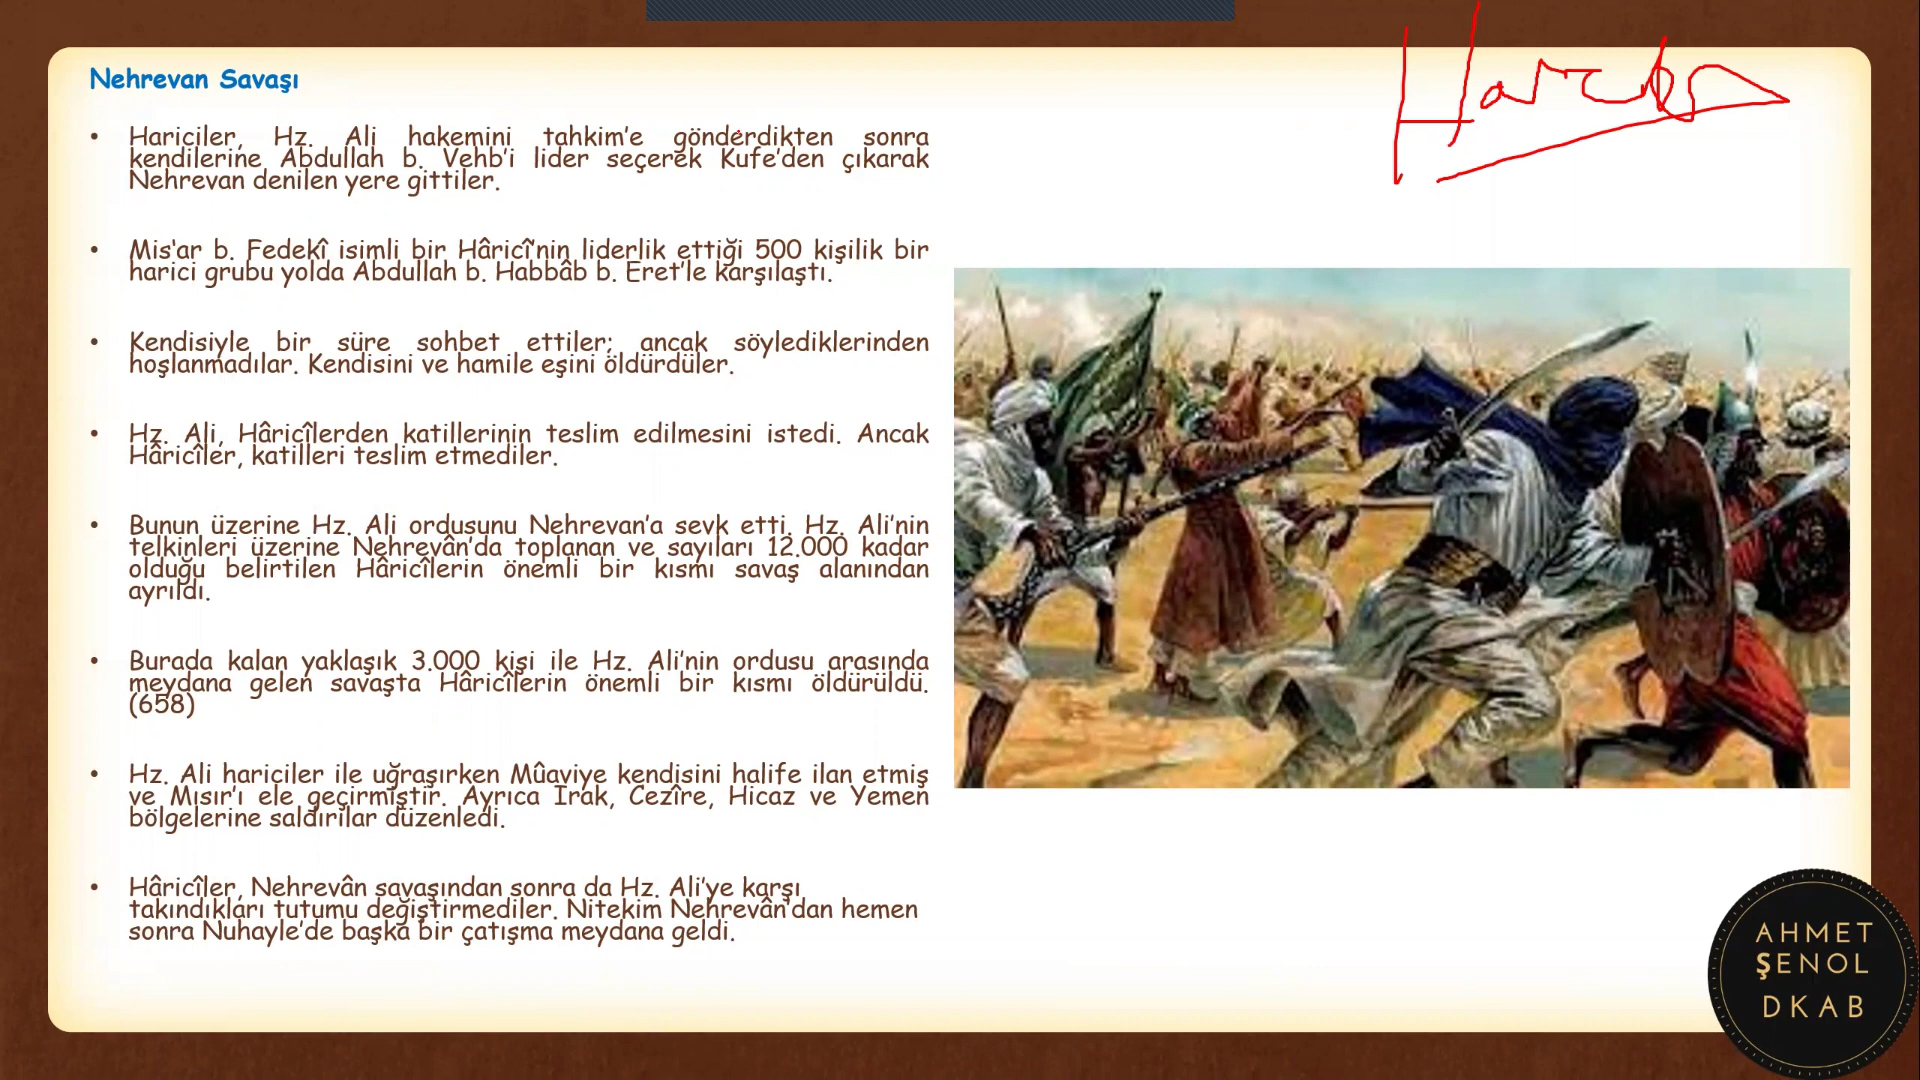 Nehrevan Savaşı
• Hariciler, Hz. Ali hakemini tahkim’e gönderdikten sonra
kendilerine Abdullah b. Vehb’i lider seçerek Kufe’den çıkarak
Nehrevan denilen yere gittiler.
• Mis‘ar b. Fedekî isimli bir Hâricî’nin liderlik ettiği 500 kişilik bir
harici grubu yolda Abdullah b. Habbâb b. Eret’le karşılaştı.
• Kendisiyle bir süre sohbet ettiler; ancak söylediklerinden
hoşlanmadılar. Kendisini ve hamile eşini öldürdüler.
• Hz. Ali, Hâricîlerden katillerinin teslim edilmesini istedi. Ancak
Hâricîler, katilleri teslim etmediler.
• Bunun üzerine Hz. Ali ordusunu Nehrevan’a sevk etti. Hz. Ali’nin
telkinleri üzerine Nehrevân’da toplanan ve sayıları 12.000 kadar
olduğu belirtilen Hâricîlerin önemli bir kısmı savaş alanından
ayrıldı.
• Burada kalan yaklaşık 3.000 kişi ile Hz. Ali’nin ordusu arasında
meydana gelen savaşta Hâricîlerin önemli bir kısmı öldürüldü.
(658)
• Hz. Ali hariciler ile uğraşırken Mûaviye kendisini halife ilan etmiş
ve Mısır’ı ele geçirmiştir. Ayrıca Irak, Cezîre, Hicaz ve Yemen
bölgelerine saldırılar düzenledi.
• Hâricîler, Nehrevân savaşından sonra da Hz. Ali’ye karşı
takındıkları tutumu değiştirmediler. Nitekim Nehrevân’dan hemen
sonra Nuhayle’de başka bir çatışma meydana geldi.
AHMET
ŞENOL
DKAB